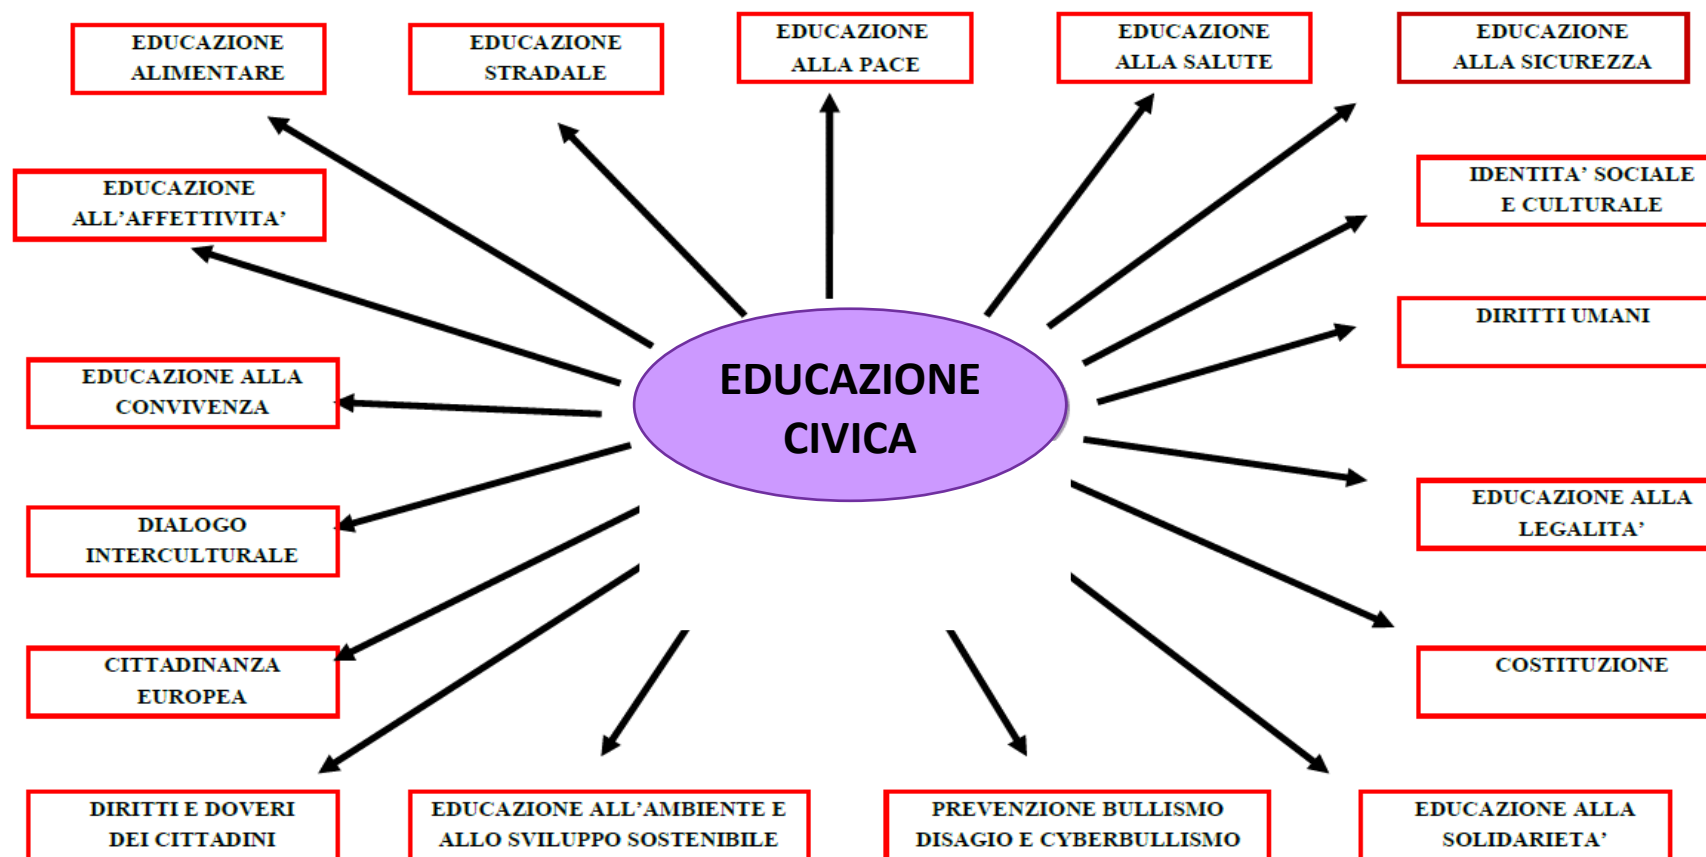 EDUCAZIONE
ALIMENTARE
EDUCAZIONE
STRADALE
EDUCAZIONE
ALLA PACE
EDUCAZIONE
ALLA SALUTE
EDUCAZIONE
ALLA SICUREZZA
EDUCAZIONE
ALL’AFFETTIVITA’
IDENTITA’ SOCIALE
E CULTURALE
DIRITTI UMANI
EDUCAZIONE ALLA
CONVIVENZA
EDUCAZIONE
CIVICA
DIALOGO
INTERCULTURALE
EDUCAZIONE ALLA
LEGALITA’
CITTADINANZA
EUROPEA
COSTITUZIONE
DIRITTI E DOVERI
DEI CITTADINI
EDUCAZIONE ALL’AMBIENTE E
ALLO SVILUPPO SOSTENIBILE
PREVENZIONE BULLISMO
DISAGIO E CYBERBULLISMO
EDUCAZIONE ALLA
SOLIDARIETA’